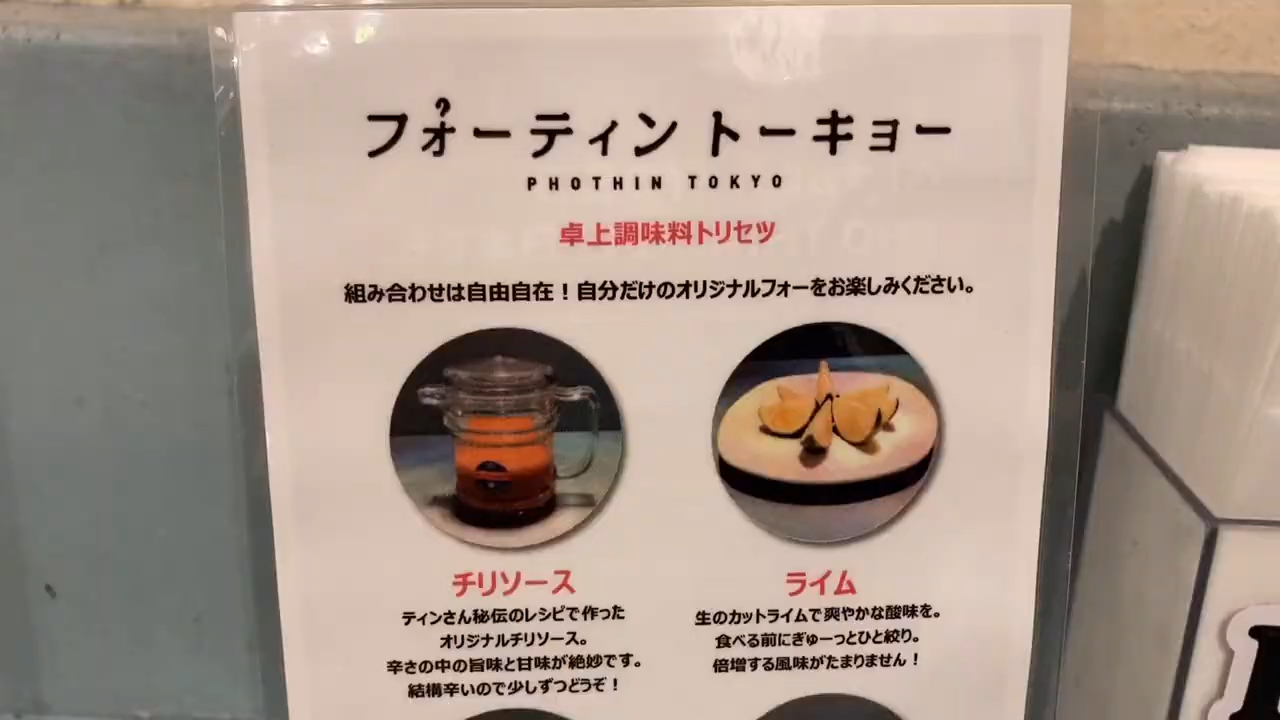 フォーティン トーキョー
PHOTHIN TOKYO
卓上調味料トリセツ
組み合わせは自由自在！自分だけのオリジナルフォーをお楽しみください。
チリソース
ティンさん秘伝のレシピで作った
オリジナルチリソース。
辛さの中の旨味と甘味が絶妙です。
結構辛いので少しずつどうぞ！
ライム
生のカットライムで爽やかな酸味を。
食べる前にぎゅーっとひと絞り。
倍増する風味がたまりません！